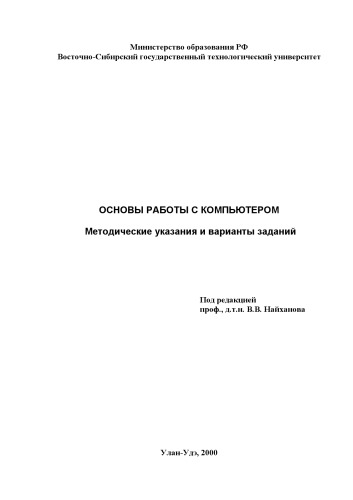 Министерство образования РФ
Восточно-Сибирский государственный технологический университет
ОСНОВЫ РАБОТЫ С КОМПЬЮТЕРОМ
Методические указания и варианты заданий
Под редакцией
проф., д.т.н. В.В. Найханова
Улан-Удэ, 2000